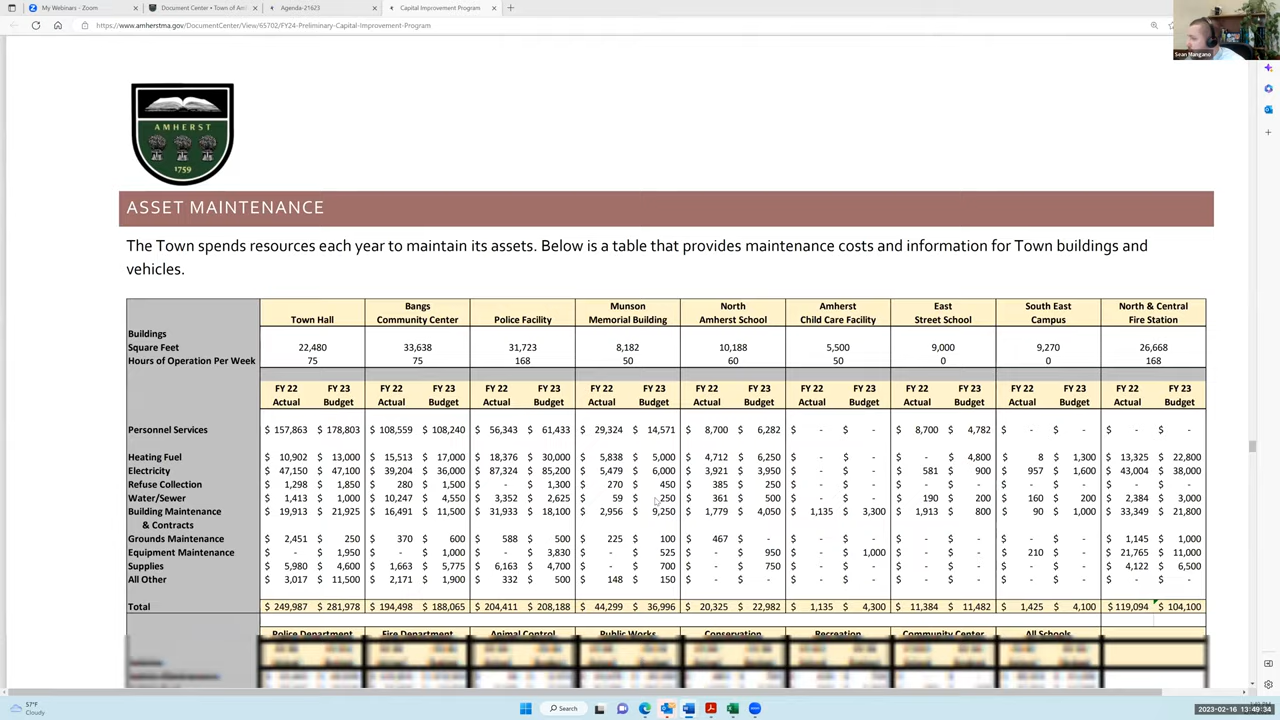 My Webinars - Zoom
Document Center • Town of Am
Agenda-21623
Capital Improvement Program
https://www.amherstma.gov/DocumentCenter/View/65702/FY24-Preliminary-Capital-Improvement-Program
Sean Mangano
AMHERST
1759
ASSET MAINTENANCE
The Town spends resources each year to maintain its assets. Below is a table that provides maintenance costs and information for Town buildings and
vehicles.
Bangs Munson North Amherst East South East North & Central
Town Hall Community Center Police Facility Memorial Building Amherst School Child Care Facility Street School Campus Fire Station
Buildings
Square Feet 22,480 33,638 31,723 8,182 10,188 5,500 9,000 9,270 26,668
Hours of Operation Per Week 75 75 168 50 60 50 0 0 168
FY 22 FY 23 FY 22 FY 23 FY 22 FY 23 FY 22 FY 23 FY 22 FY 23 FY 22 FY 23 FY 22 FY 23 FY 22 FY 23 FY 22 FY 23
Actual Budget Actual Budget Actual Budget Actual Budget Actual Budget Actual Budget Actual Budget Actual Budget Actual Budget
Personnel Services $ 157,863 $ 178,803 $ 108,559 $ 108,240 $ 56,343 $ 61,433 $ 29,324 $ 14,571 $ 8,700 $ 6,282 $ - $ - $ 8,700 $ 4,782 $ - $ - $ - $ -
Heating Fuel $ 10,902 $ 13,000 $ 15,513 $ 17,000 $ 18,376 $ 30,000 $ 5,838 $ 5,000 $ 4,712 $ 6,250 $ - $ - $ - $ 4,800 $ 8 $ 1,300 $ 13,325 $ 22,800
Electricity $ 47,150 $ 47,100 $ 39,204 $ 36,000 $ 87,324 $ 85,200 $ 5,479 $ 6,000 $ 3,921 $ 3,950 $ - $ - $ 581 $ 900 $ 957 $ 1,600 $ 43,004 $ 38,000
Refuse Collection $ 1,298 $ 1,850 $ 280 $ 1,500 $ - $ 1,300 $ 270 $ 450 $ 385 $ 250 $ - $ - $ - $ - $ - $ - $ - $ -
Water/Sewer $ 1,413 $ 1,000 $ 10,247 $ 4,550 $ 3,352 $ 2,625 $ 59 $ 250 $ 361 $ 500 $ - $ - $ 190 $ 200 $ 160 $ 200 $ 2,384 $ 3,000
Building Maintenance $ 19,913 $ 21,925 $ 16,491 $ 11,500 $ 31,933 $ 18,100 $ 2,956 $ 9,250 $ 1,779 $ 4,050 $ 1,135 $ 3,300 $ 1,913 $ 800 $ 90 $ 1,000 $ 33,349 $ 21,800
& Contracts
Grounds Maintenance $ 2,451 $ 250 $ 370 $ 600 $ 588 $ 500 $ 225 $ 100 $ 467 $ - $ - $ - $ - $ - $ - $ - $ 1,145 $ 1,000
Equipment Maintenance $ - $ 1,950 $ - $ 1,000 $ - $ 3,830 $ - $ 525 $ - $ 950 $ - $ 1,000 $ - $ - $ 210 $ - $ 21,765 $ 11,000
Supplies $ 5,980 $ 4,600 $ 1,663 $ 5,775 $ 6,163 $ 4,700 $ - $ 700 $ - $ 750 $ - $ - $ - $ - $ - $ - $ 4,122 $ 6,500
All Other $ 3,017 $ 11,500 $ 2,171 $ 1,900 $ 332 $ 500 $ 148 $ 150 $ - $ - $ - $ - $ - $ - $ - $ - $ - $ -
Total $ 249,987 $ 281,978 $ 194,498 $ 188,065 $ 204,411 $ 208,188 $ 44,299 $ 36,996 $ 20,325 $ 22,982 $ 1,135 $ 4,300 $ 11,384 $ 11,482 $ 1,425 $ 4,100 $ 119,094 $ 104,100
Police Department Fire Department Animal Control Public Works Conservation Recreation Community Center All Schools
57°F
Cloudy
Search
2023-02-16 13:49:34